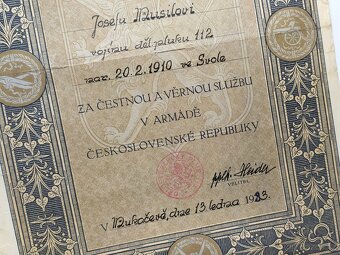 Josefu Musilovi
vojínu děl. pluku 112
nar. 20.2.1910 ve Svole
ZA ČESTNOU A VĚRNOU SLUŽBU
V ARMÁDĚ
ČESKOSLOVENSKÉ REPUBLIKY
VELITEL
V Mukačevě, dne 13. ledna 1933.